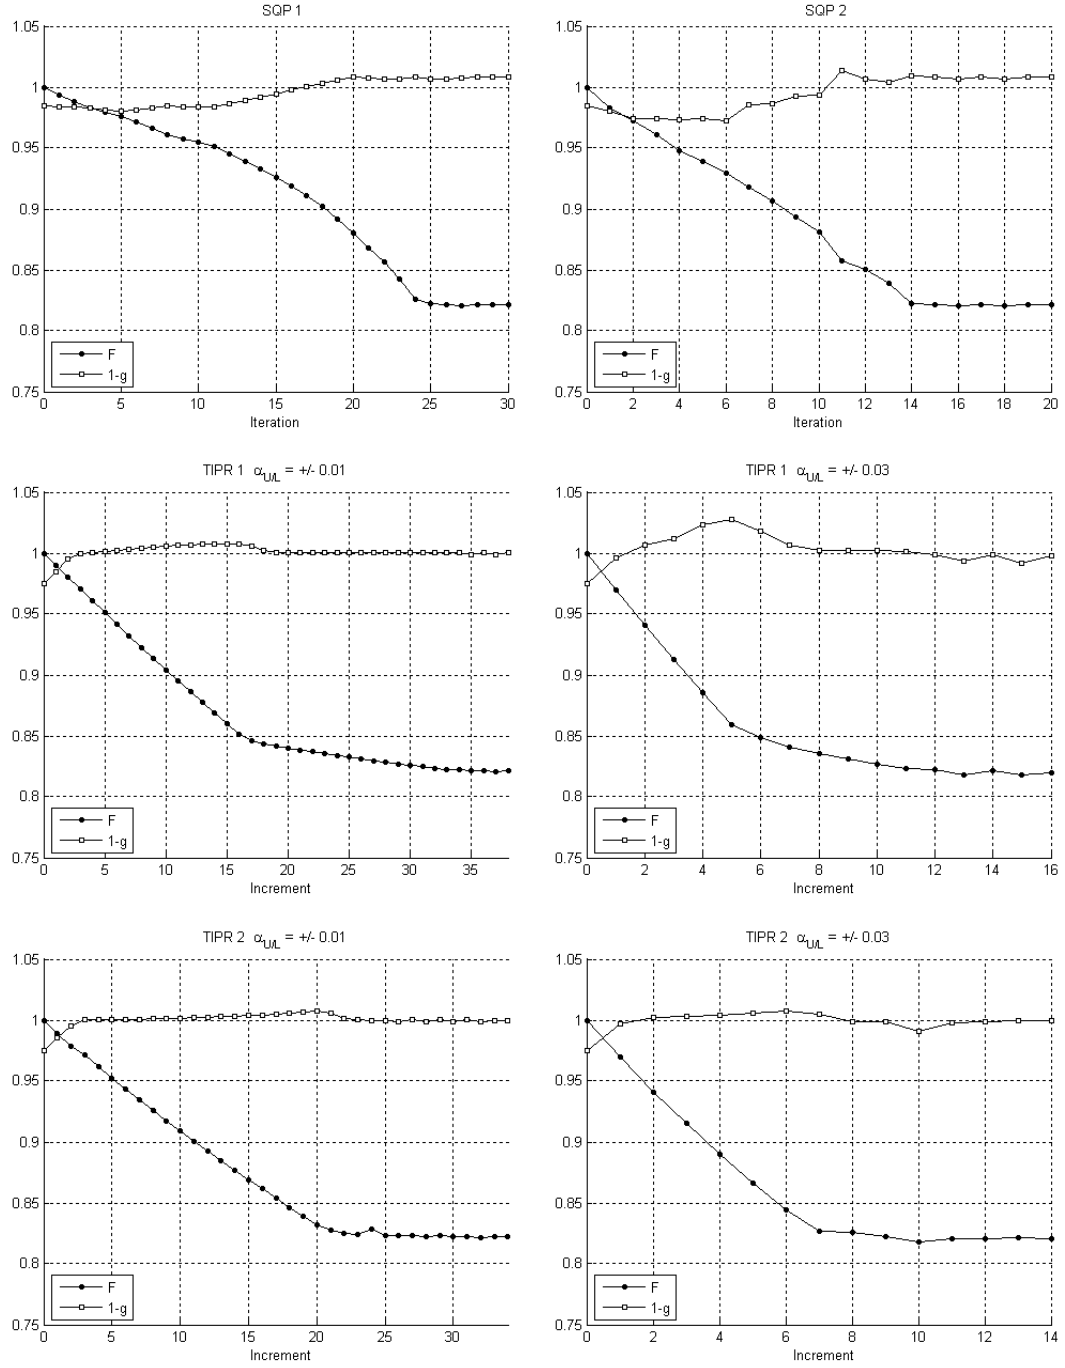 SQP 1
1.05
1
0.95
0.9
0.85
0.8
0.75
F
1-g
0 5 10 15 20 25 30
Iteration
SQP 2
1.05
1
0.95
0.9
0.85
0.8
0.75
F
1-g
0 2 4 6 8 10 12 14 16 18 20
Iteration
TIPR 1 α_U/L = +/- 0.01
1.05
1
0.95
0.9
0.85
0.8
0.75
F
1-g
0 5 10 15 20 25 30 35
Increment
TIPR 1 α_U/L = +/- 0.03
1.05
1
0.95
0.9
0.85
0.8
0.75
F
1-g
0 2 4 6 8 10 12 14 16
Increment
TIPR 2 α_U/L = +/- 0.01
1.05
1
0.95
0.9
0.85
0.8
0.75
F
1-g
0 5 10 15 20 25 30
Increment
TIPR 2 α_U/L = +/- 0.03
1.05
1
0.95
0.9
0.85
0.8
0.75
F
1-g
0 2 4 6 8 10 12 14
Increment